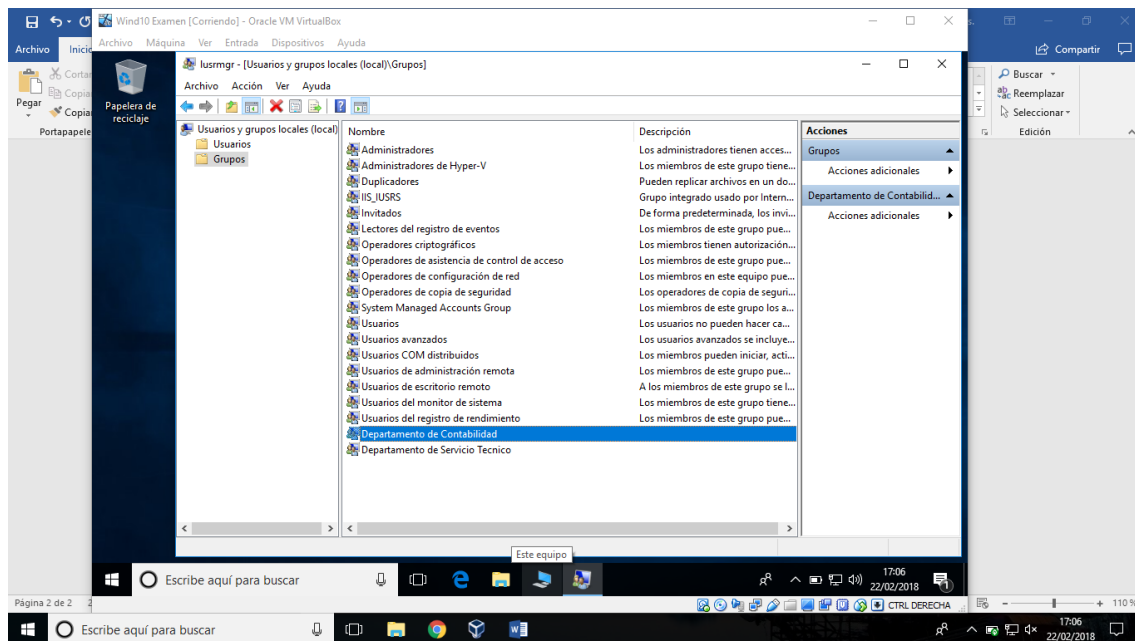 Wind10 Examen [Corriendo] - Oracle VM VirtualBox
Archivo Máquina Ver Entrada Dispositivos Ayuda
Archivo
Compartir
Pegar
Portapapele
Buscar
Reemplazar
Seleccionar
Edición
Papelera de
reciclaje
lusrmgr - [Usuarios y grupos locales (local)\Grupos]
Archivo Acción Ver Ayuda
Usuarios y grupos locales (local)
Usuarios
Grupos
Nombre Descripción
Administradores Los administradores tienen acces...
Administradores de Hyper-V Los miembros de este grupo tiene...
Duplicadores Pueden replicar archivos en un do...
IIS_IUSRS Grupo integrado usado por Intern...
Invitados De forma predeterminada, los invi...
Lectores del registro de eventos Los miembros de este grupo pue...
Operadores criptográficos Los miembros tienen autorización...
Operadores de asistencia de control de acceso Los miembros de este grupo pue...
Operadores de configuración de red Los miembros en este equipo pue...
Operadores de copia de seguridad Los operadores de copia de seguri...
System Managed Accounts Group Los miembros de este grupo los a...
Usuarios Los usuarios no pueden hacer ca...
Usuarios avanzados Los usuarios avanzados se incluye...
Usuarios COM distribuidos Los miembros pueden iniciar, acti...
Usuarios de administración remota Los miembros de este grupo pue...
Usuarios de escritorio remoto A los miembros de este grupo se l...
Usuarios del monitor de sistema Los miembros de este grupo tiene...
Usuarios del registro de rendimiento Los miembros de este grupo pue...
Departamento de Contabilidad
Departamento de Servicio Tecnico
Acciones
Grupos
Acciones adicionales
Departamento de Contabilid...
Acciones adicionales
Este equipo
Escribe aquí para buscar
17:06
22/02/2018
Página 2 de 2
CTRL DERECHA
110 %
Escribe aquí para buscar
17:06
22/02/2018